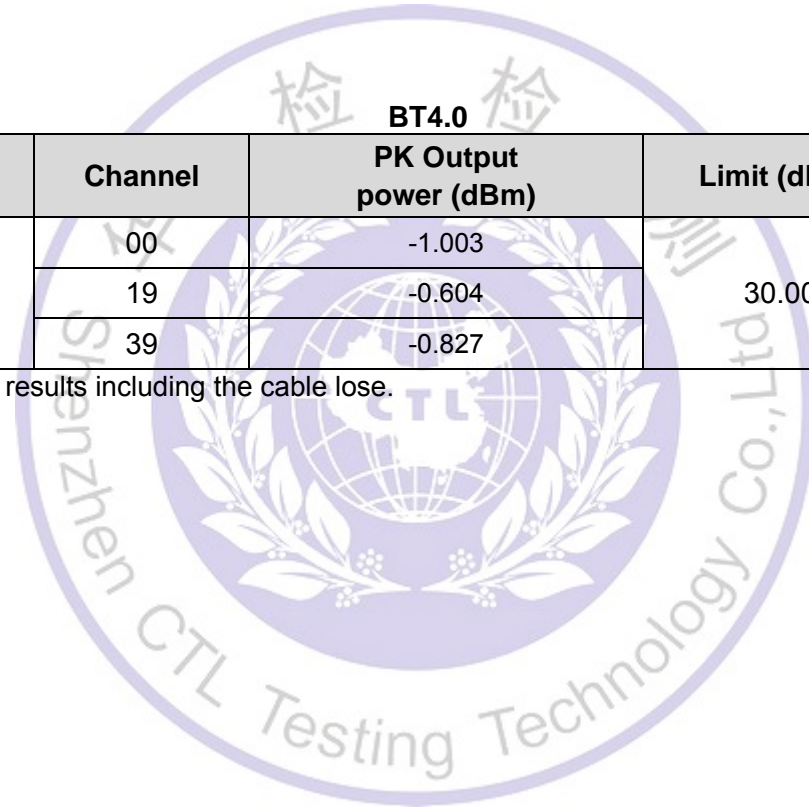 检 检
BT4.0
Channel PK Output power (dBm) Limit
00 -1.003
19 -0.604 30.00
39 -0.827
results including the cable lose.
CTL
Shenzhen CTL Testing Technology Co., Ltd